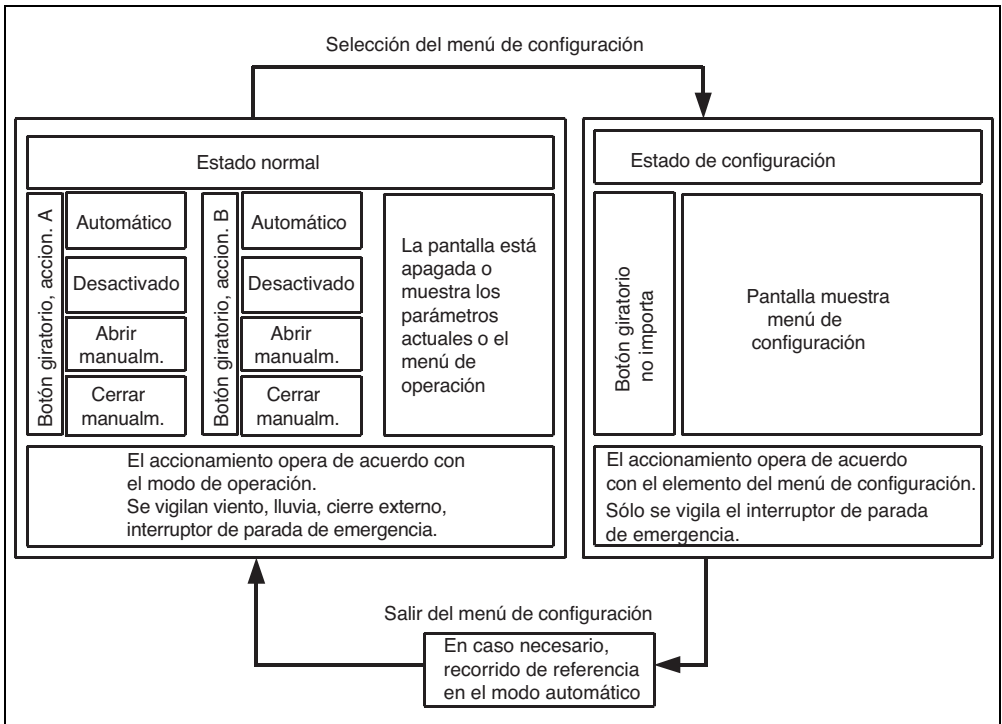 Selección del menú de configuración
Estado normal
Botón giratorio, accion. A
Automático
Desactivado
Abrir
manualm.
Cerrar
manualm.
Botón giratorio, accion. B
Automático
Desactivado
Abrir
manualm.
Cerrar
manualm.
La pantalla está
apagada o
muestra los
parámetros
actuales o el
menú de
operación
El accionamiento opera de acuerdo con
el modo de operación.
Se vigilan viento, lluvia, cierre externo,
interruptor de parada de emergencia.
Estado de configuración
Botón giratorio
no importa
Pantalla muestra
menú de
configuración
El accionamiento opera de acuerdo
con el elemento del menú de configuración.
Sólo se vigila el interruptor de parada
de emergencia.
Salir del menú de configuración
En caso necesario,
recorrido de referencia
en el modo automático